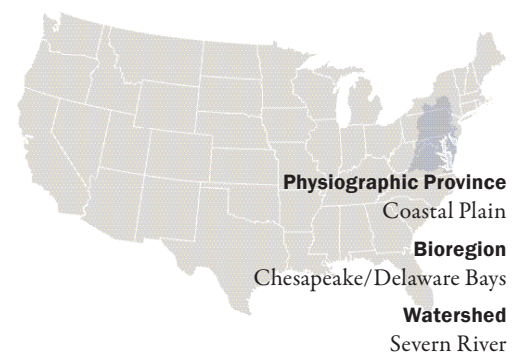 Physiographic Province
Coastal Plain
Bioregion
Chesapeake/Delaware Bays
Watershed
Severn River